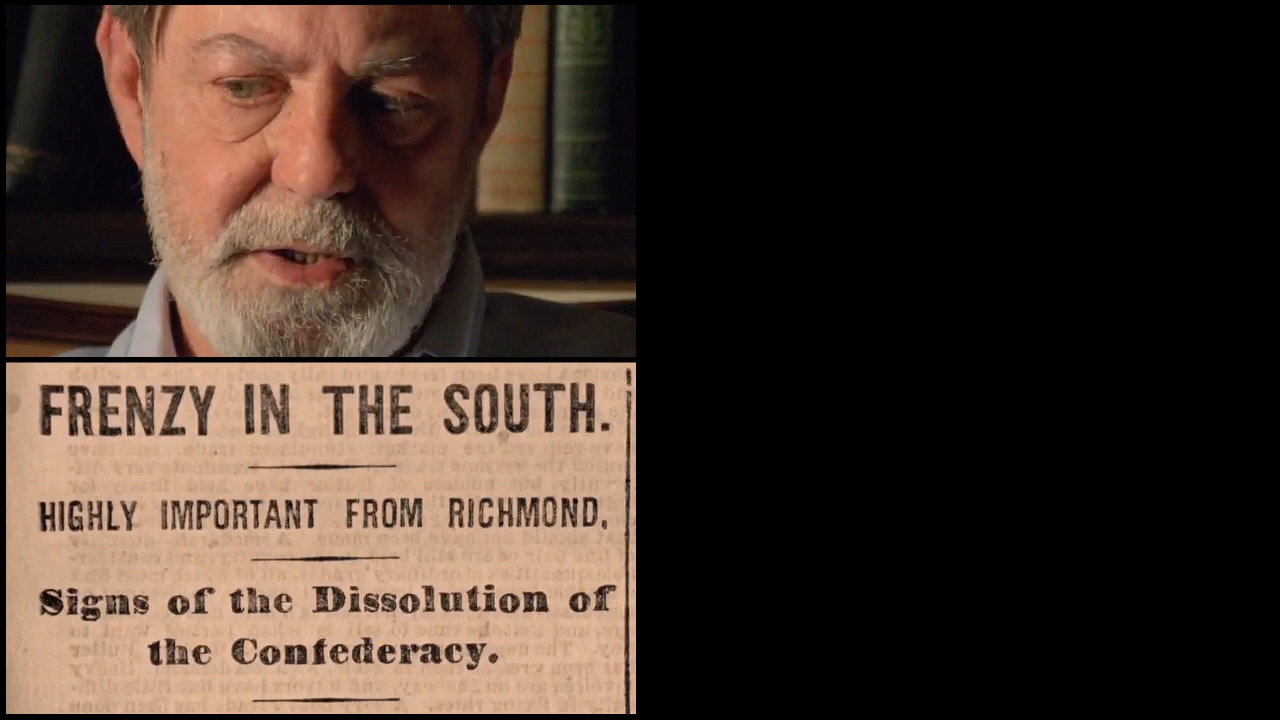 FRENZY IN THE SOUTH.
HIGHLY IMPORTANT FROM RICHMOND,
Signs of the Dissolution of
the Confederacy.